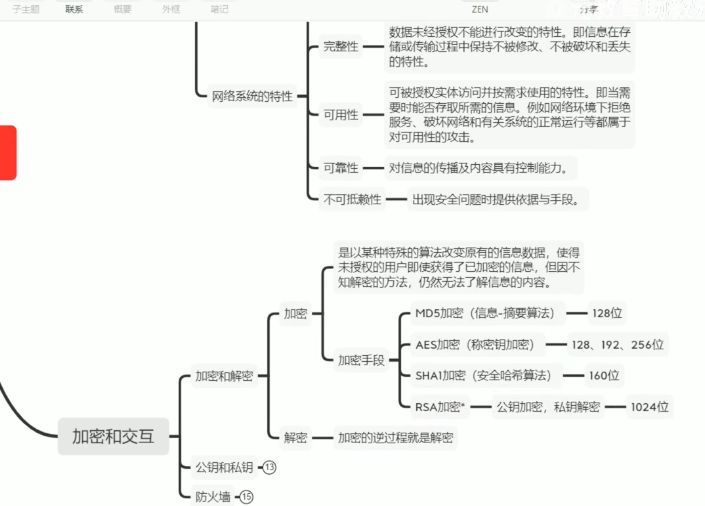 子主题
联系
概要
外框
笔记
ZEN
分享
完整性
数据未经授权不能进行改变的特性。即信息在存
储或传输过程中保持不被修改、不被破坏和丢失
的特性。
网络系统的特性
可用性
可被授权实体访问并按需求使用的特性。即当需
要时能否存取所需的信息。例如网络环境下拒绝
服务、破坏网络和有关系统的正常运行等都属于
对可用性的攻击。
可靠性
对信息的传播及内容具有控制能力。
不可抵赖性
出现安全问题时提供依据与手段。
加密和交互
加密和解密
加密
是以某种特殊的算法改变原有的信息数据，使得
未授权的用户即使获得了已加密的信息，但因不
知解密的方法，仍然无法了解信息的内容。
加密手段
MD5加密（信息-摘要算法）
128位
AES加密（称密钥加密）
128、192、256位
SHA1加密（安全哈希算法）
160位
RSA加密*
公钥加密，私钥解密
1024位
解密
加密的逆过程就是解密
公钥和私钥
13
防火墙
15